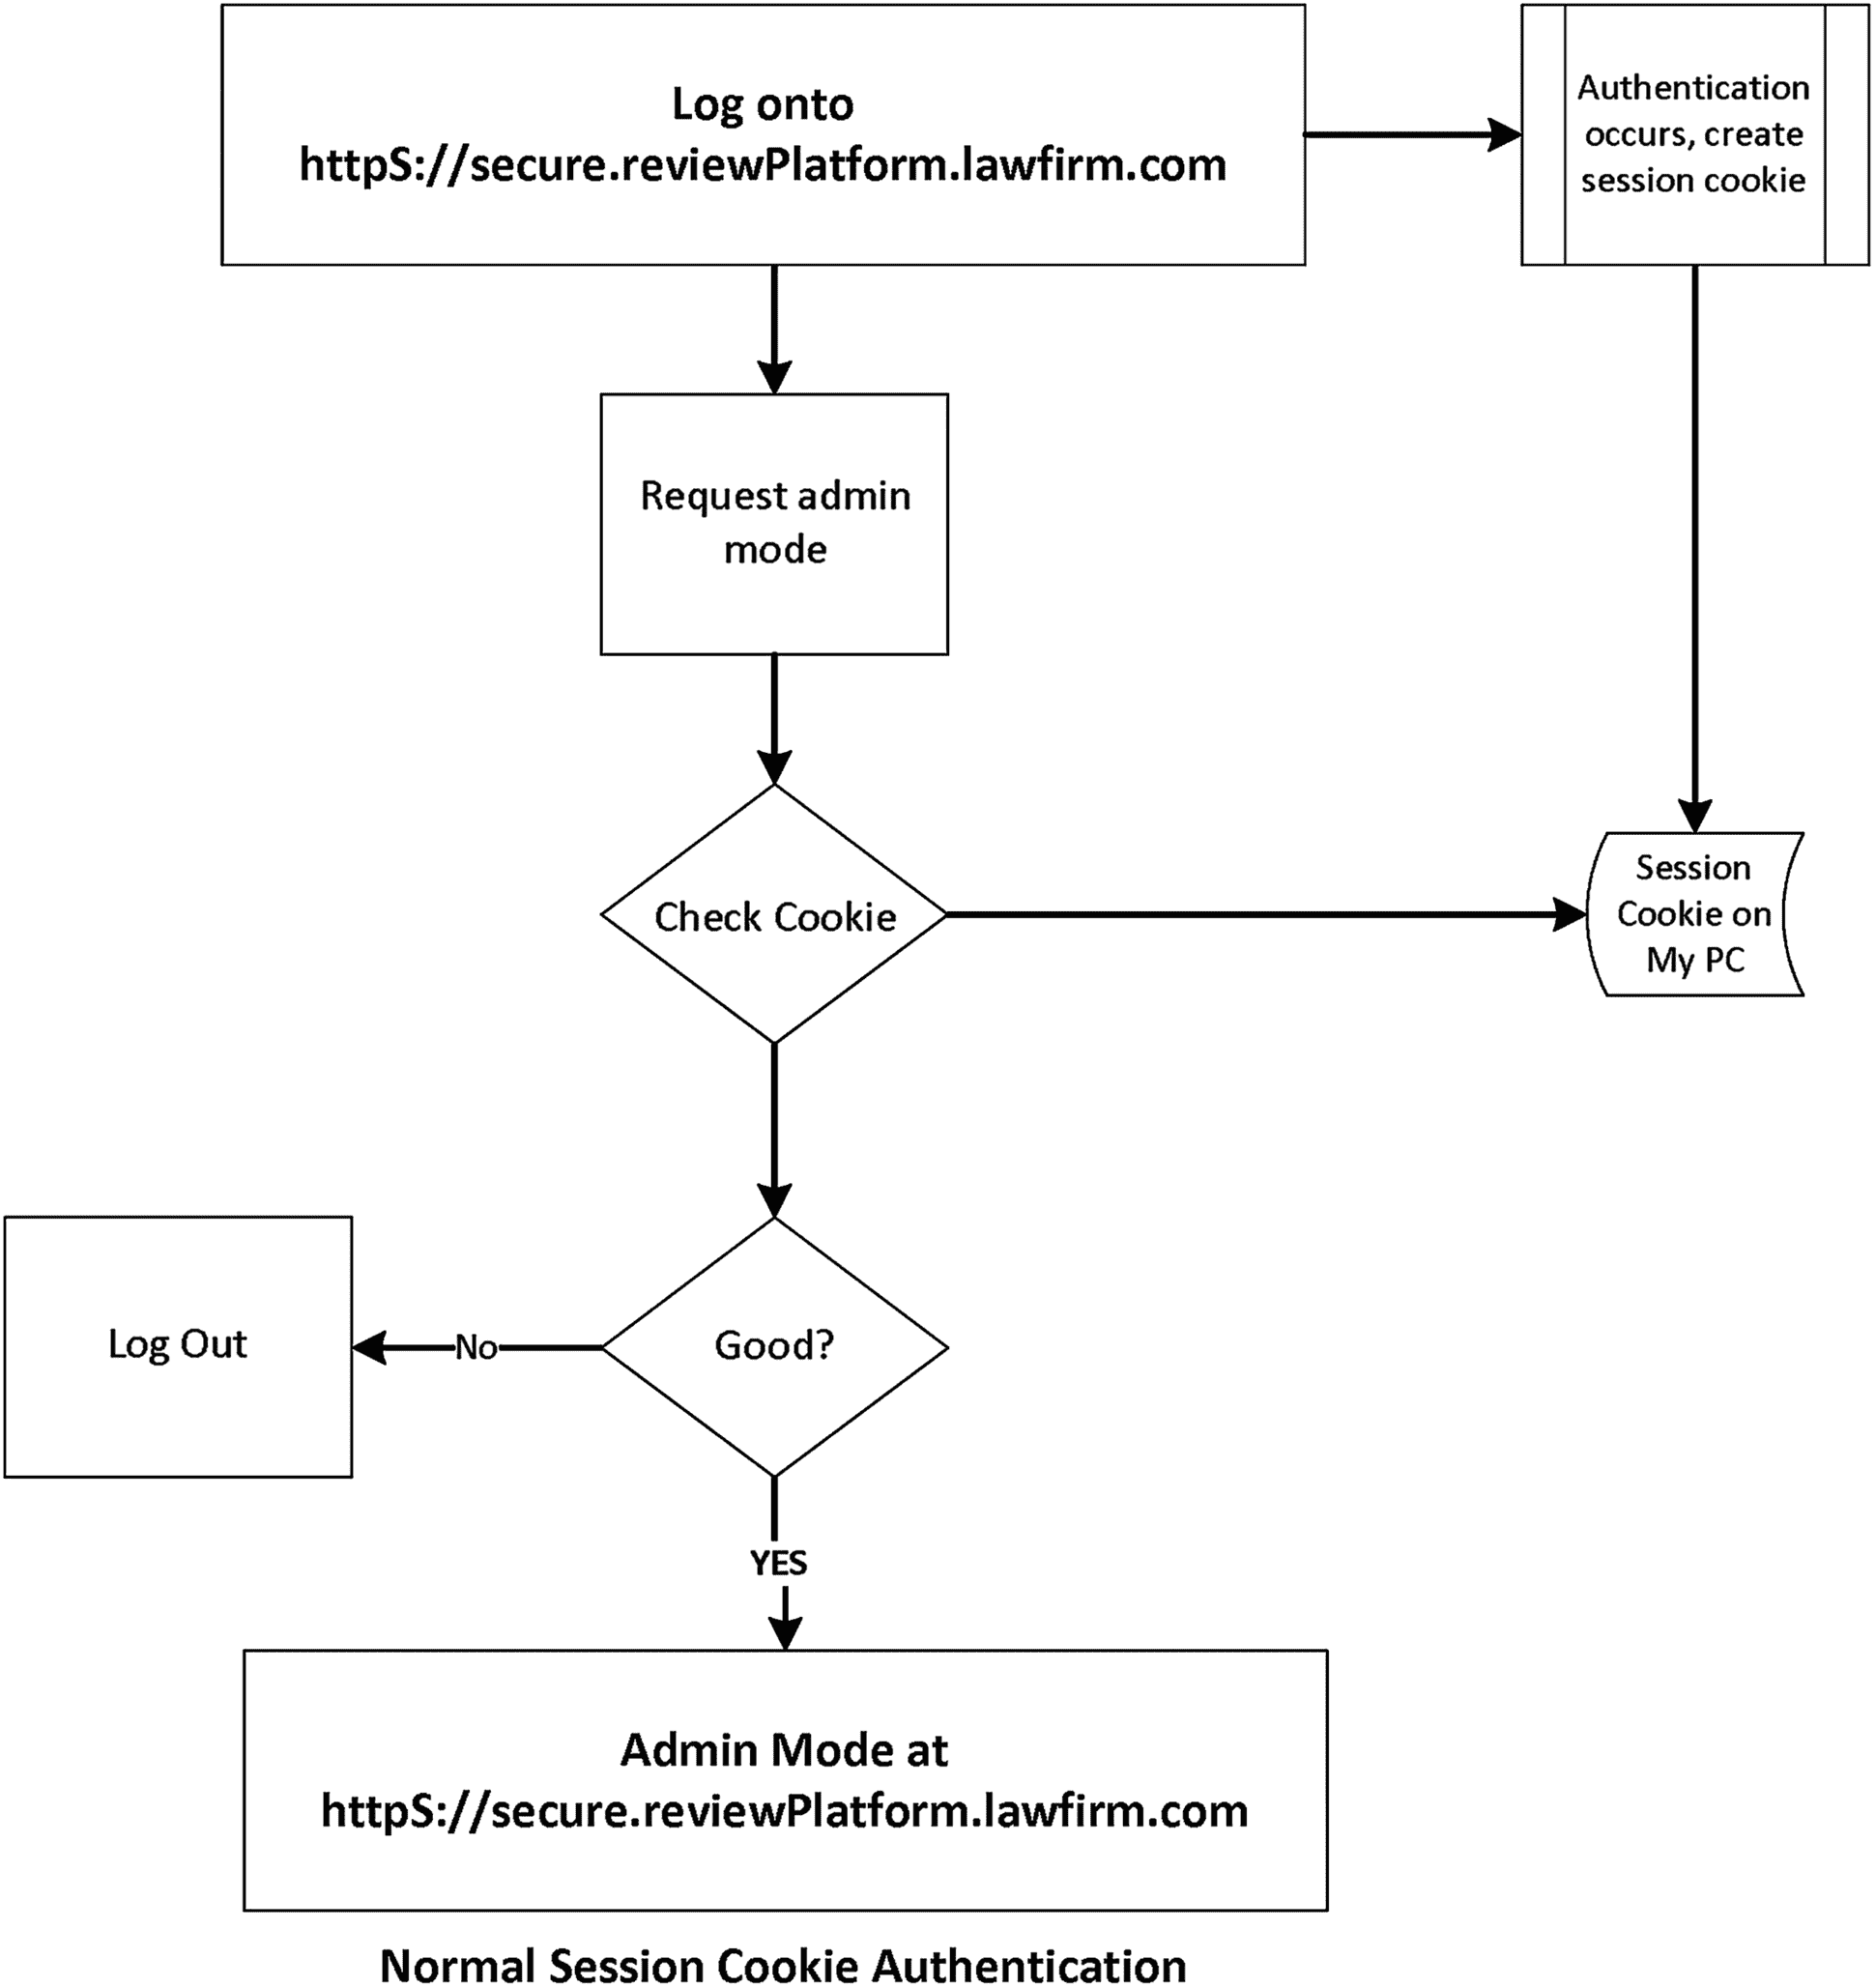 Log onto
httpS://secure.reviewPlatform.lawfirm.com
Authentication
occurs, create
session cookie
Request admin
mode
Check Cookie
Session
Cookie on
My PC
Log Out
No
Good?
YES
Admin Mode at
httpS://secure.reviewPlatform.lawfirm.com
Normal Session Cookie Authentication